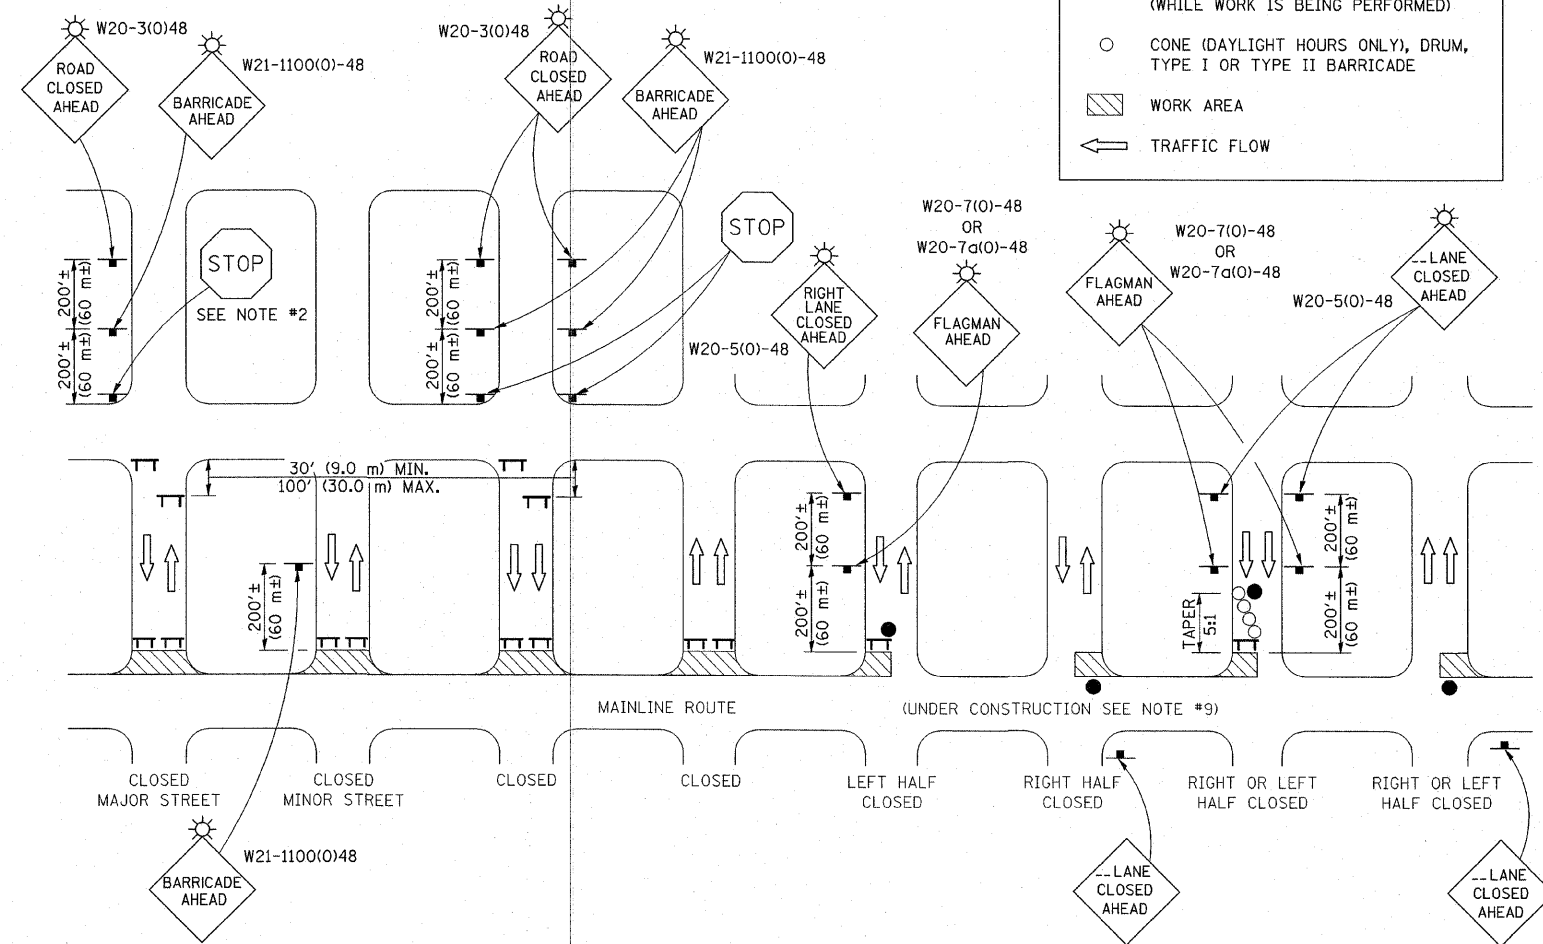 (WHILE WORK IS BEING PERFORMED)
CONE (DAYLIGHT HOURS ONLY), DRUM,
TYPE I OR TYPE II BARRICADE
WORK AREA
TRAFFIC FLOW
W20-3(0)48
ROAD
CLOSED
AHEAD
W21-1100(0)-48
BARRICADE
AHEAD
W20-3(0)48
ROAD
CLOSED
AHEAD
W21-1100(0)-48
BARRICADE
AHEAD
STOP
SEE NOTE #2
STOP
200'±
(60 m±)
200'±
(60 m±)
200'±
(60 m±)
200'±
(60 m±)
RIGHT
LANE
CLOSED
AHEAD
W20-5(0)-48
W20-7(0)-48
OR
W20-7a(0)-48
FLAGMAN
AHEAD
FLAGMAN
AHEAD
W20-7(0)-48
OR
W20-7a(0)-48
W20-5(0)-48
--LANE
CLOSED
AHEAD
30' (9.0 m) MIN.
100' (30.0 m) MAX.
200'±
(60 m±)
200'±
(60 m±)
200'±
(60 m±)
TAPER
5:1
200'±
(60 m±)
200'±
(60 m±)
MAINLINE ROUTE
(UNDER CONSTRUCTION SEE NOTE #9)
CLOSED
MAJOR STREET
CLOSED
MINOR STREET
CLOSED
CLOSED
LEFT HALF
CLOSED
RIGHT HALF
CLOSED
RIGHT OR LEFT
HALF CLOSED
RIGHT OR LEFT
HALF CLOSED
W21-1100(0)48
BARRICADE
AHEAD
--LANE
CLOSED
AHEAD
--LANE
CLOSED
AHEAD